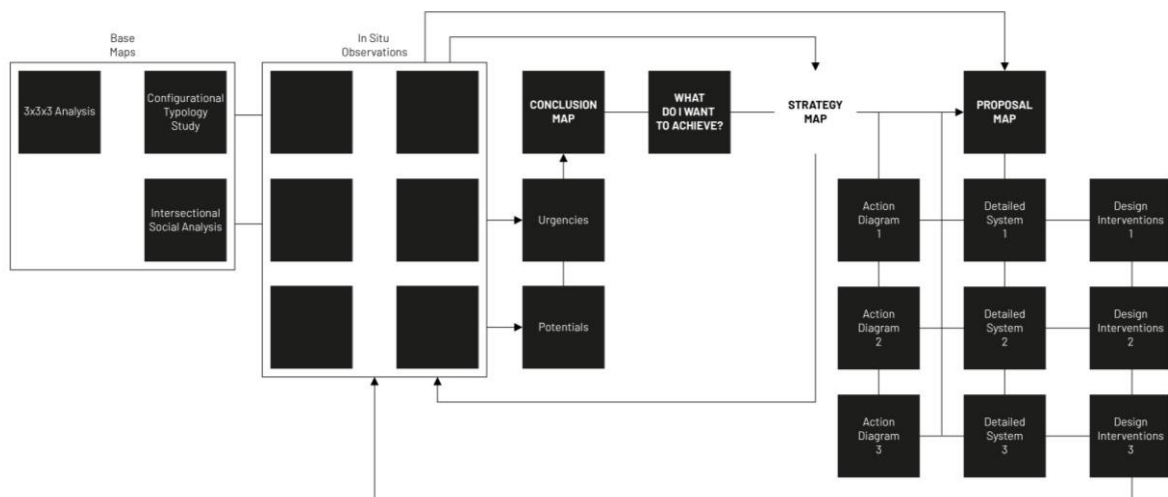 Base
Maps
In Situ
Observations
3x3x3 Analysis
Configurational
Typology
Study
CONCLUSION
MAP
WHAT
DO I WANT
TO ACHIEVE?
STRATEGY
MAP
PROPOSAL
MAP
Intersectional
Social Analysis
Urgencies
Action
Diagram
1
Detailed
System
1
Design
Interventions
1
Potentials
Action
Diagram
2
Detailed
System
2
Design
Interventions
2
Action
Diagram
3
Detailed
System
3
Design
Interventions
3